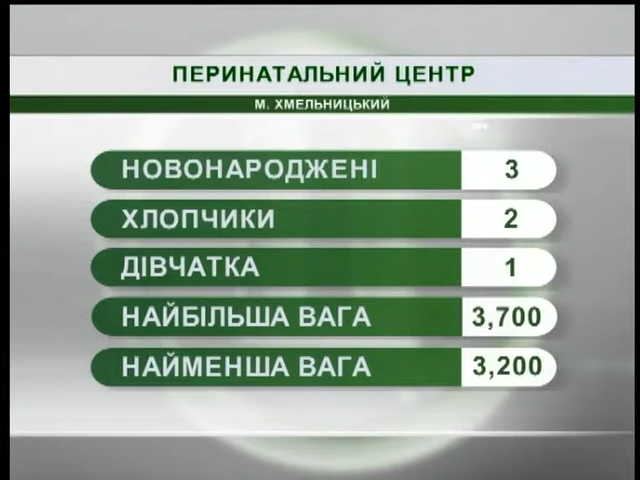 ПЕРИНАТАЛЬНИЙ ЦЕНТР
М. ХМЕЛЬНИЦЬКИЙ
НОВОНАРОДЖЕНІ 3
ХЛОПЧИКИ 2
ДІВЧАТКА 1
НАЙБІЛЬША ВАГА 3,700
НАЙМЕНША ВАГА 3,200